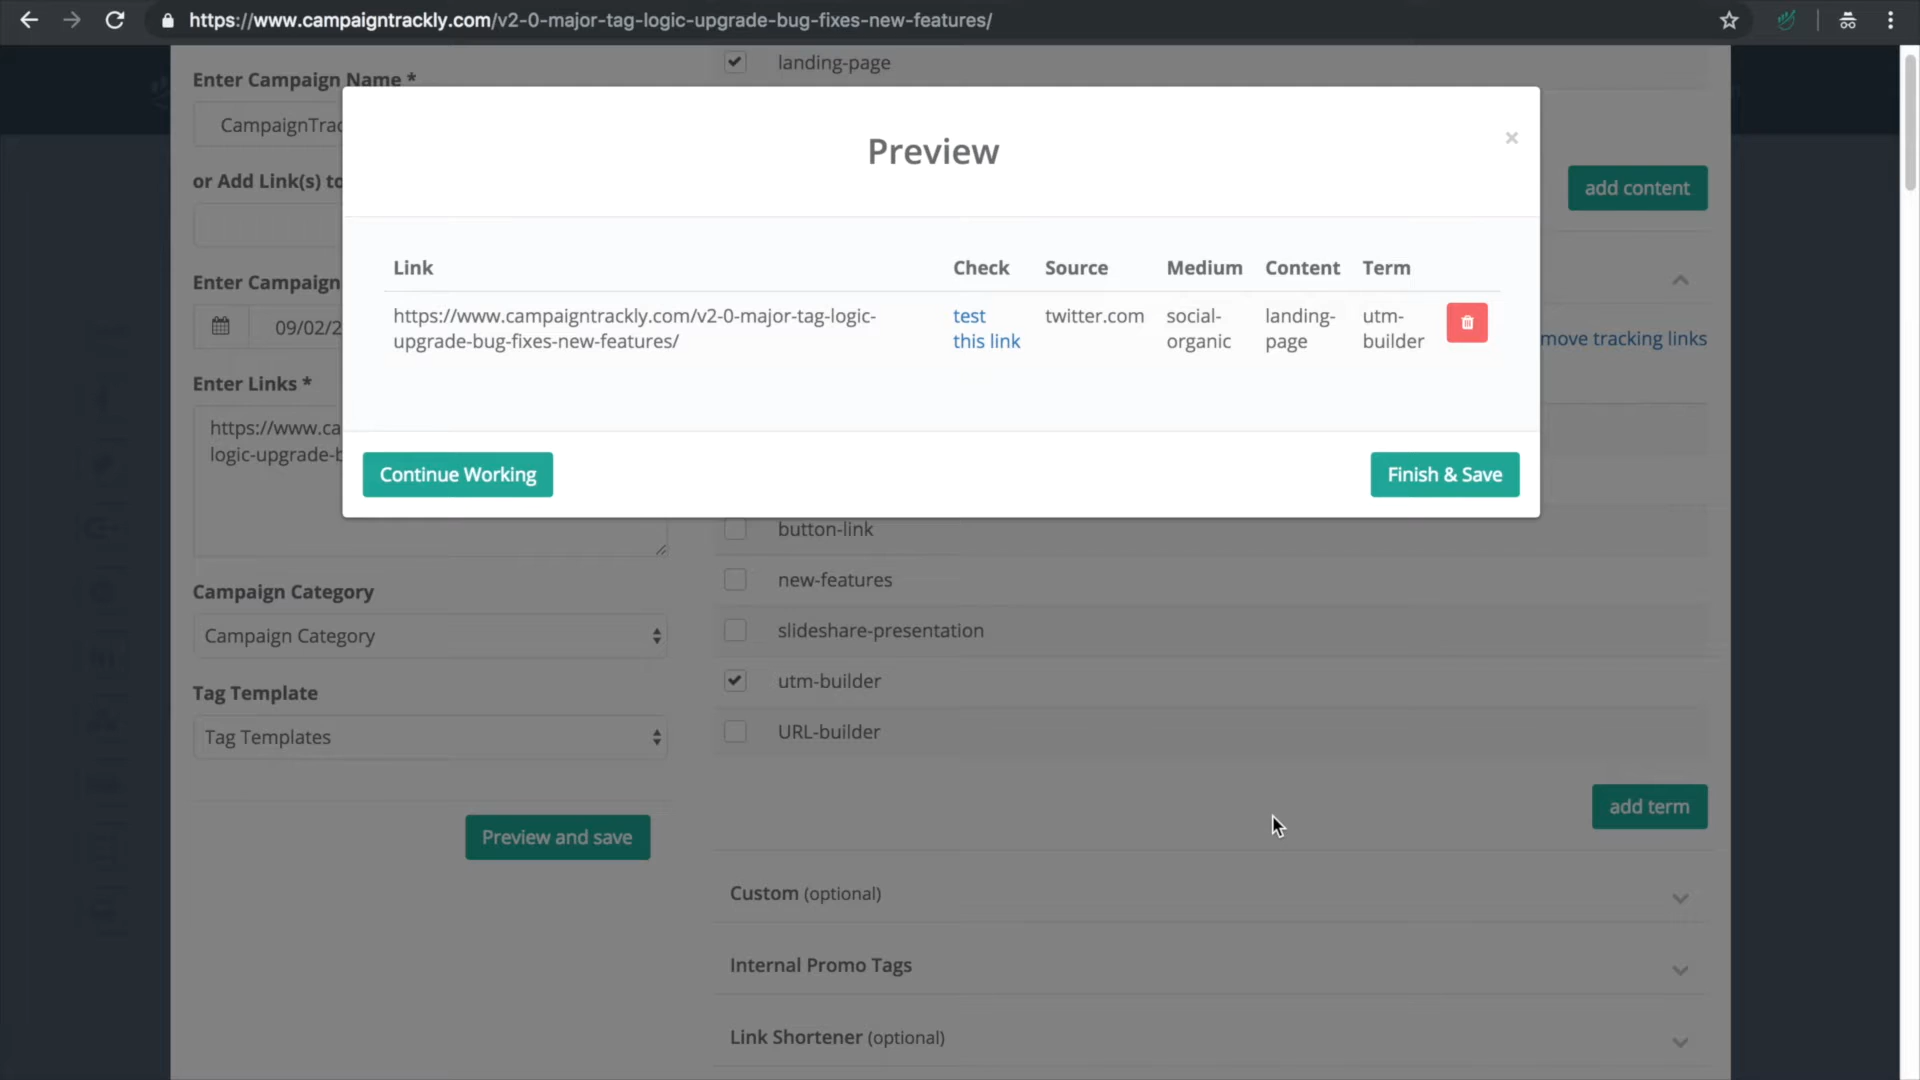 https://www.campaigntrackly.com/v2-0-major-tag-logic-upgrade-bug-fixes-new-features/
Enter Campaign Name *
landing-page
CampaignTrac
Preview
×
or Add Link(s) to
add content
Link Check Source Medium Content Term
Enter Campaign
https://www.campaigntrackly.com/v2-0-major-tag-logic-
upgrade-bug-fixes-new-features/
test
this link
twitter.com
social-
organic
landing-
page
utm-
builder
09/02/2
move tracking links
Enter Links *
https://www.ca
logic-upgrade-b
Continue Working
Finish & Save
button-link
new-features
Campaign Category
Campaign Category
slideshare-presentation
utm-builder
Tag Template
Tag Templates
URL-builder
add term
Preview and save
Custom (optional)
Internal Promo Tags
Link Shortener (optional)